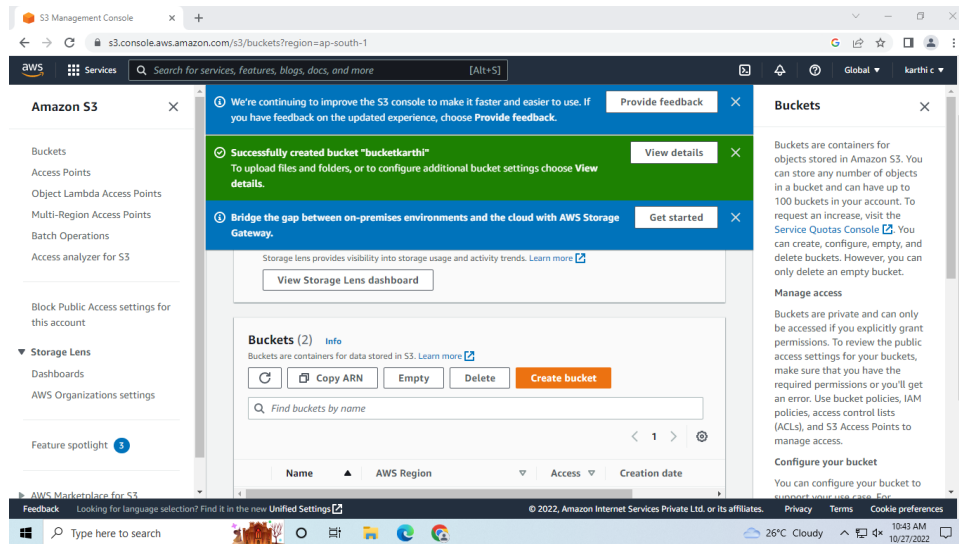 S3 Management Console
s3.console.aws.amazon.com/s3/buckets?region=ap-south-1
aws
Services
Search for services, features, blogs, docs, and more
[Alt+S]
Global
karthi c
Amazon S3
Buckets
Access Points
Object Lambda Access Points
Multi-Region Access Points
Batch Operations
Access analyzer for S3
Block Public Access settings for
this account
Storage Lens
Dashboards
AWS Organizations settings
Feature spotlight 3
AWS Marketplace for S3
We're continuing to improve the S3 console to make it faster and easier to use. If
you have feedback on the updated experience, choose Provide feedback.
Provide feedback
Successfully created bucket "bucketkarthi"
To upload files and folders, or to configure additional bucket settings choose View
details.
View details
Bridge the gap between on-premises environments and the cloud with AWS Storage
Gateway.
Get started
Storage lens provides visibility into storage usage and activity trends. Learn more
View Storage Lens dashboard
Buckets (2) Info
Buckets are containers for data stored in S3. Learn more
Copy ARN
Empty
Delete
Create bucket
Find buckets by name
1
Name
AWS Region
Access
Creation date
Buckets
Buckets are containers for
objects stored in Amazon S3. You
can store any number of objects
in a bucket and can have up to
100 buckets in your account. To
request an increase, visit the
Service Quotas Console. You
can create, configure, empty, and
delete buckets. However, you can
only delete an empty bucket.
Manage access
Buckets are private and can only
be accessed if you explicitly grant
permissions. To review the public
access settings for your buckets,
make sure that you have the
required permissions or you'll get
an error. Use bucket policies, IAM
policies, access control lists
(ACLs), and S3 Access Points to
manage access.
Configure your bucket
You can configure your bucket to
support your use case. For
Feedback
Looking for language selection? Find it in the new Unified Settings
© 2022, Amazon Internet Services Private Ltd. or its affiliates.
Privacy
Terms
Cookie preferences
Type here to search
26°C Cloudy
10:43 AM
10/27/2022